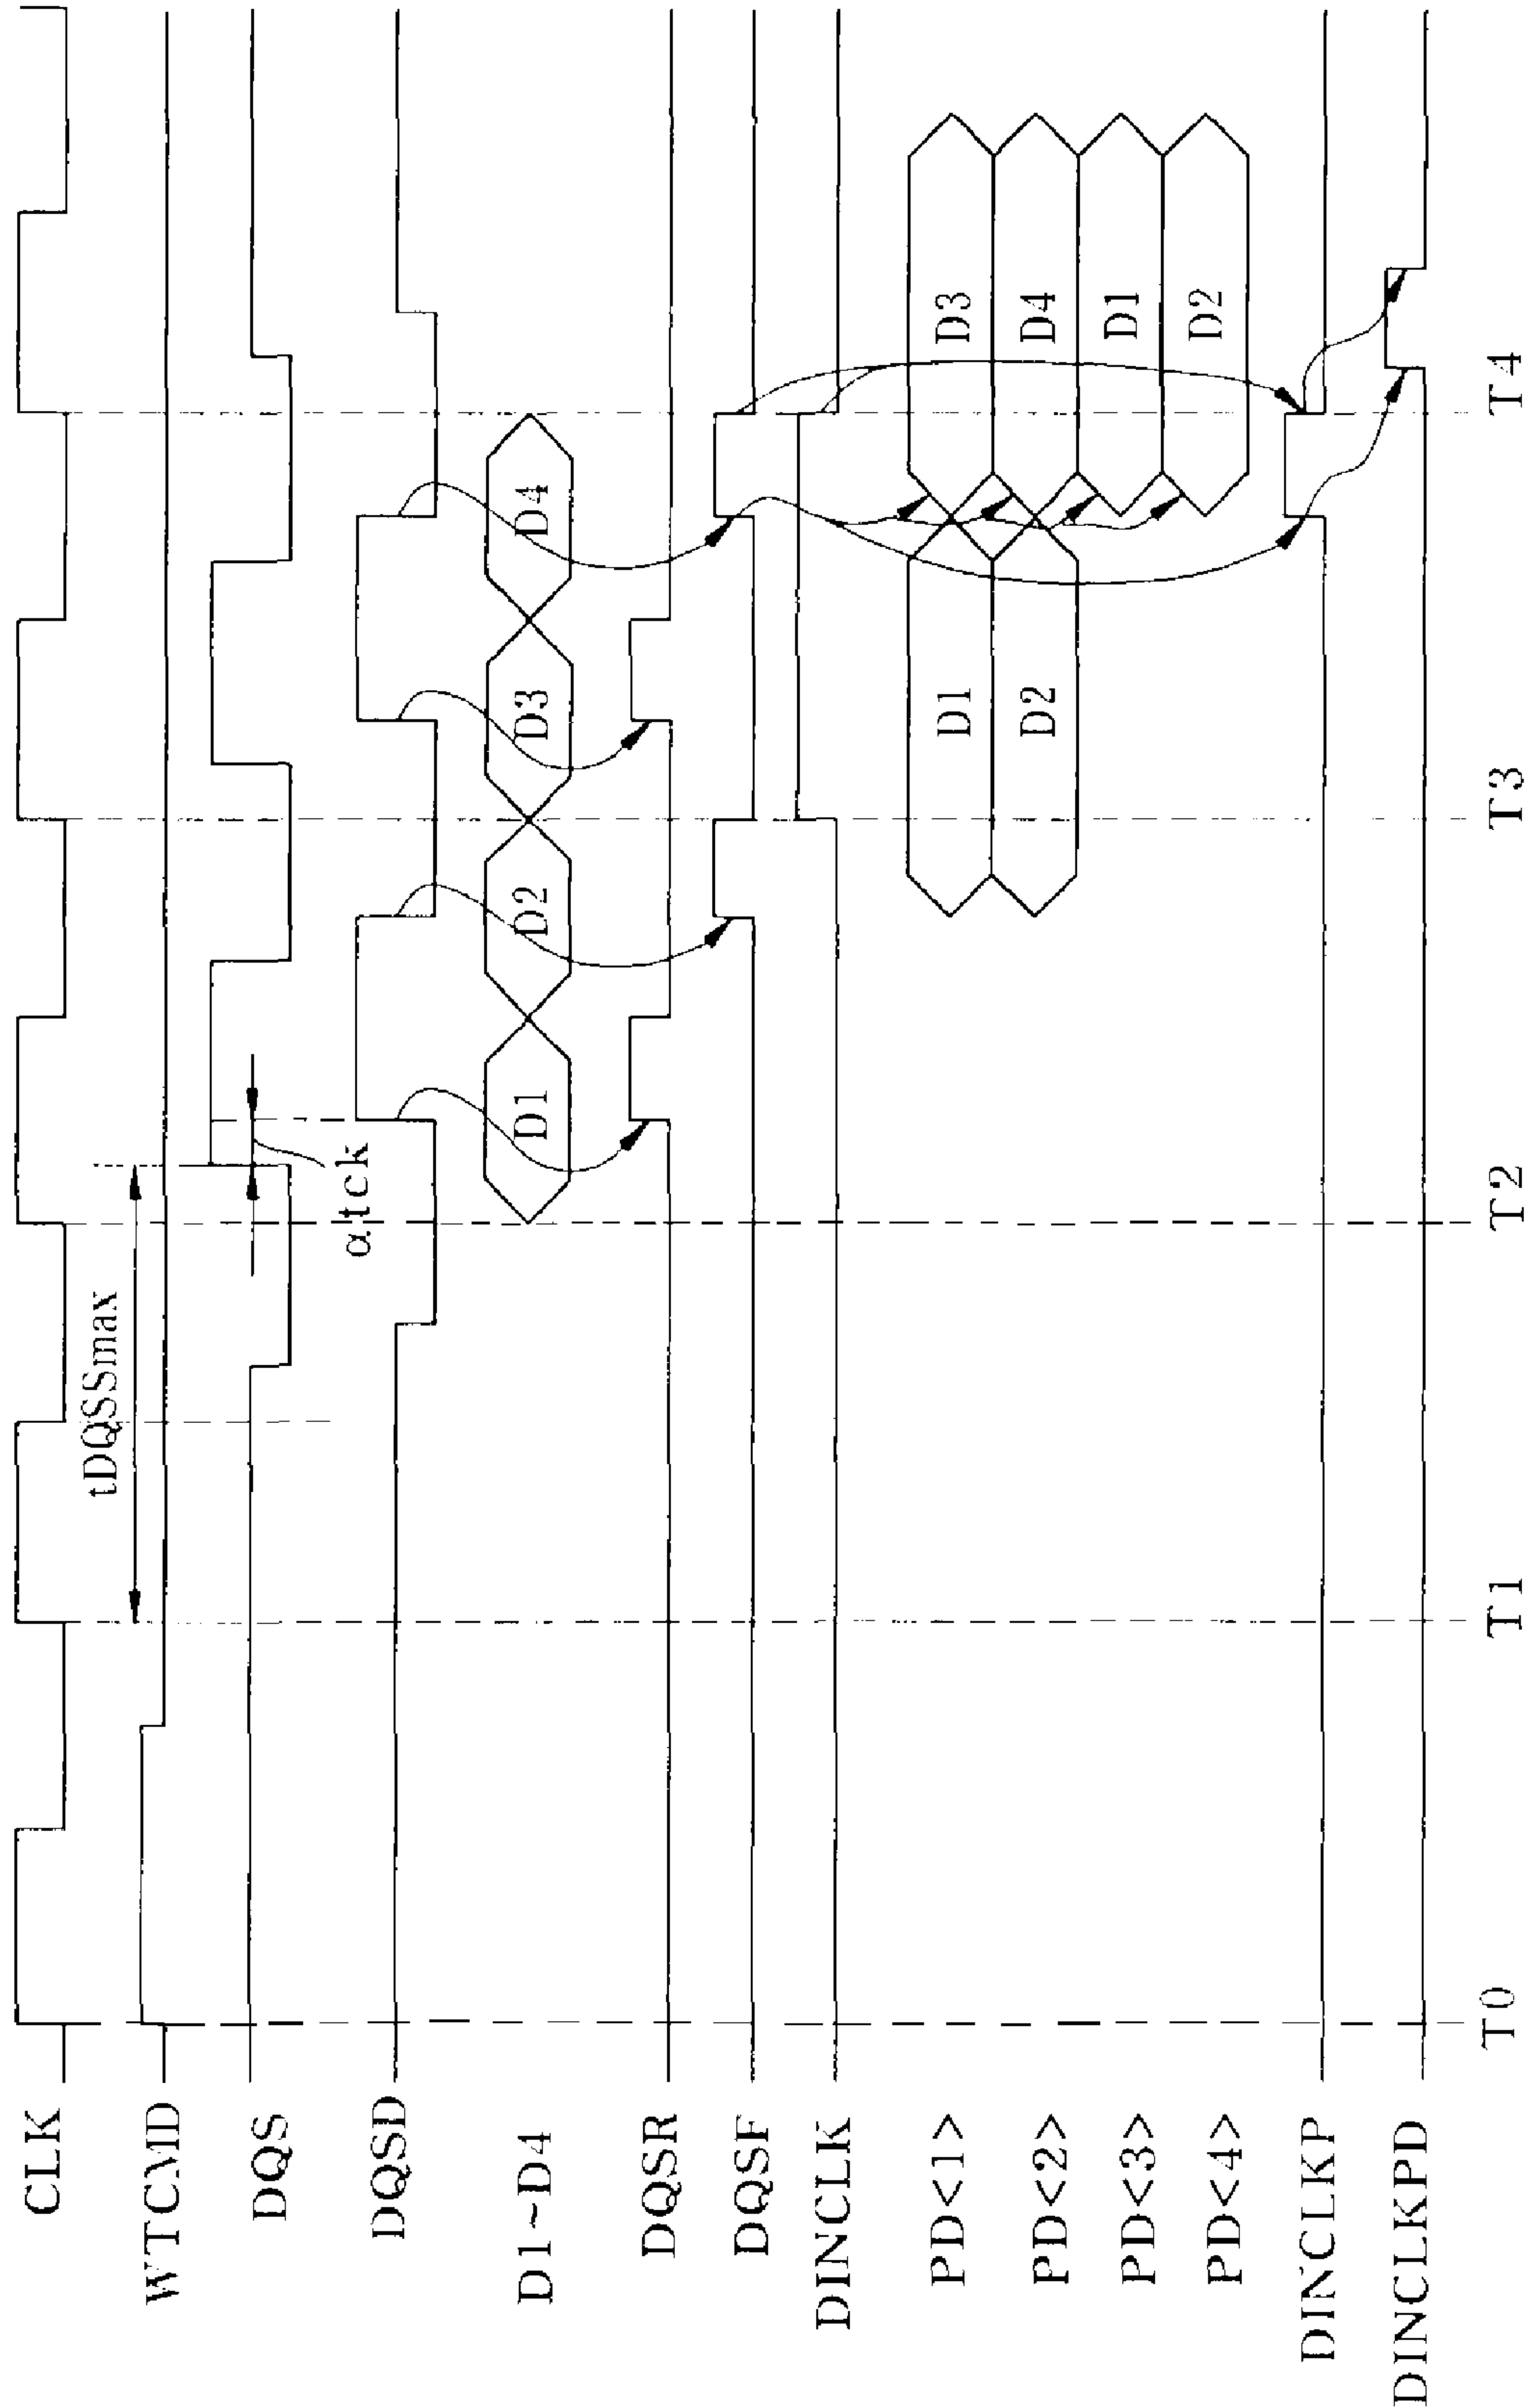 CLK
tDQSSmax
WTCMD
DQS
αtck
DQSD
D1~D4
D1
D2
D3
D4
DQSR
DQSF
DINCLK
PD<1>
D1
D3
PD<2>
D2
D4
PD<3>
D1
PD<4>
D2
DINCLKP
DINCLKPD
T0
T1
T2
T3
T4